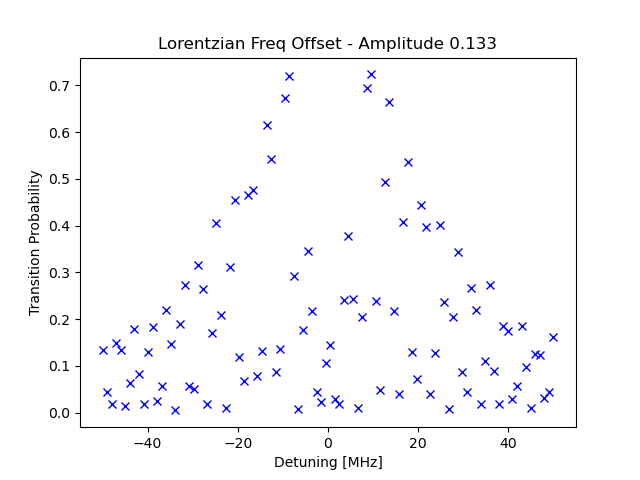 Lorentzian Freq Offset - Amplitude 0.133
Transition Probability
0.7
0.6
0.5
0.4
0.3
0.2
0.1
0.0
−40 −20 0 20 40
Detuning [MHz]